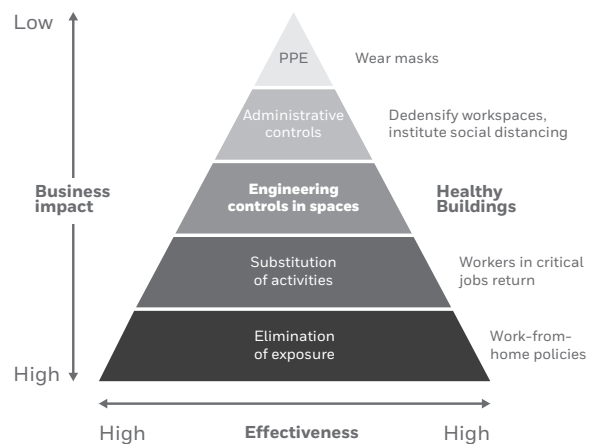 Low
PPE
Wear masks
Administrative
controls
Dedensify workspaces,
institute social distancing
Business
impact
Engineering
controls in spaces
Healthy
Buildings
Substitution
of activities
Workers in critical
jobs return
Elimination
of exposure
Work-from-
home policies
High
High
Effectiveness
High